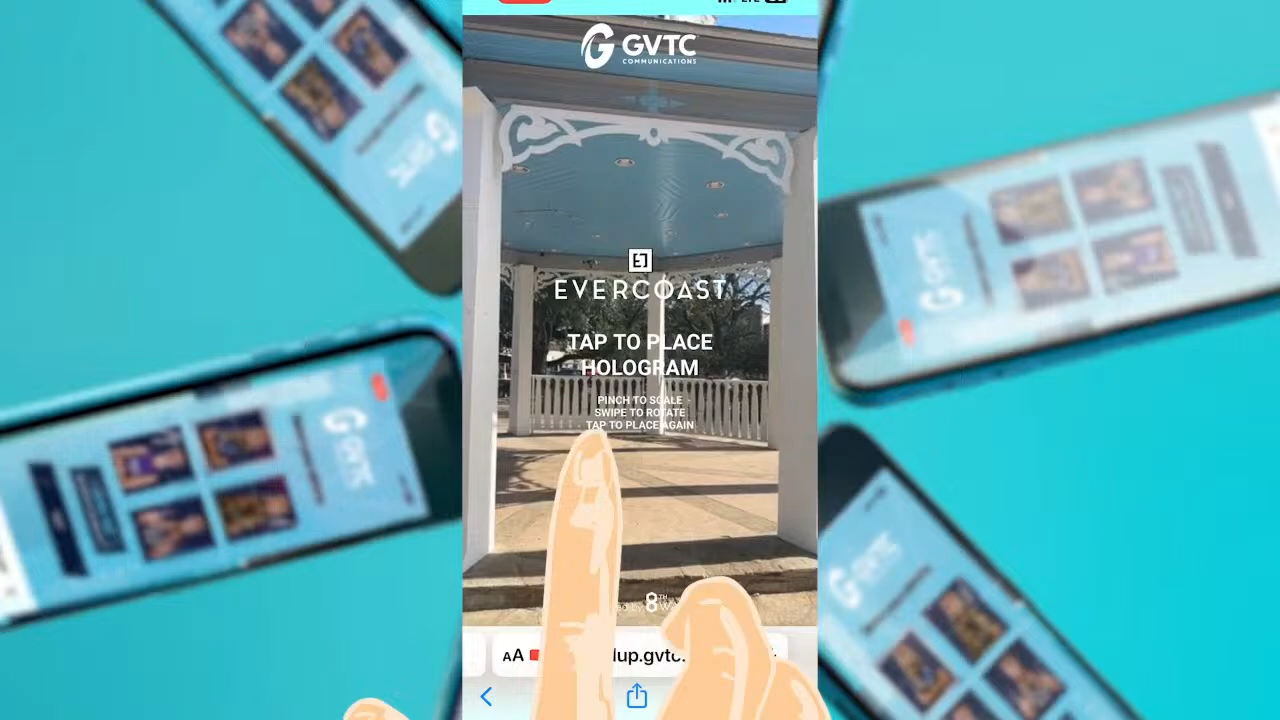 GVTC
COMMUNICATIONS
EVERCOAST
TAP TO PLACE
HOLOGRAM
PINCH TO SCALE
SWIPE TO ROTATE
TAP TO PLACE AGAIN
8TH
AA
lup.gvtc.